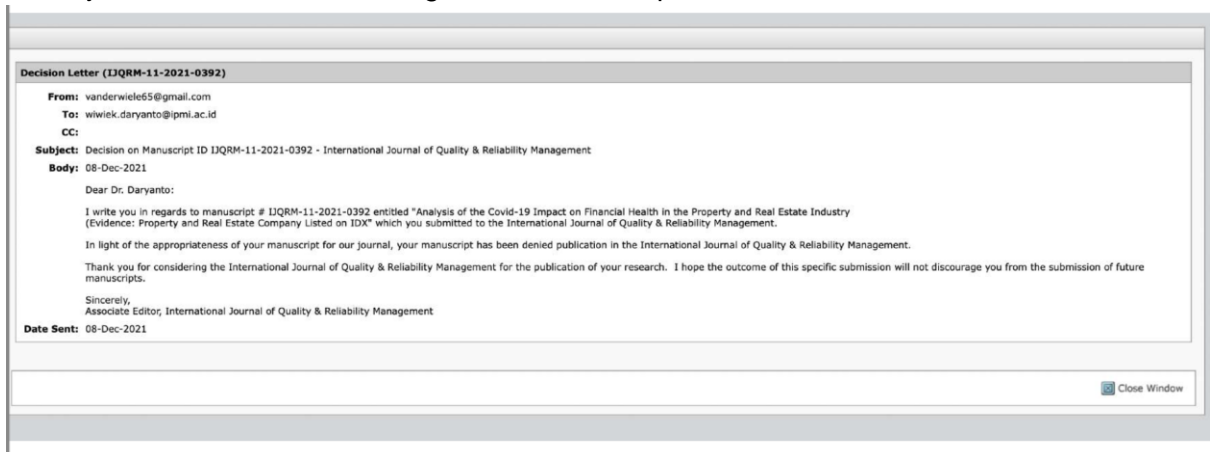 Decision Letter (IJQRM-11-2021-0392)
From: vanderwiele65@gmail.com
To: wiwiek.daryanto@ipmi.ac.id
CC:
Subject: Decision on Manuscript ID IJQRM-11-2021-0392 - International Journal of Quality & Reliability Management
Body: 08-Dec-2021
Dear Dr. Daryanto:
I write you in regards to manuscript # IJQRM-11-2021-0392 entitled "Analysis of the Covid-19 Impact on Financial Health in the Property and Real Estate Industry
(Evidence: Property and Real Estate Company Listed on IDX" which you submitted to the International Journal of Quality & Reliability Management.
In light of the appropriateness of your manuscript for our journal, your manuscript has been denied publication in the International Journal of Quality & Reliability Management.
Thank you for considering the International Journal of Quality & Reliability Management for the publication of your research. I hope the outcome of this specific submission will not discourage you from the submission of future
manuscripts.
Sincerely,
Associate Editor, International Journal of Quality & Reliability Management
Date Sent: 08-Dec-2021
Close Window